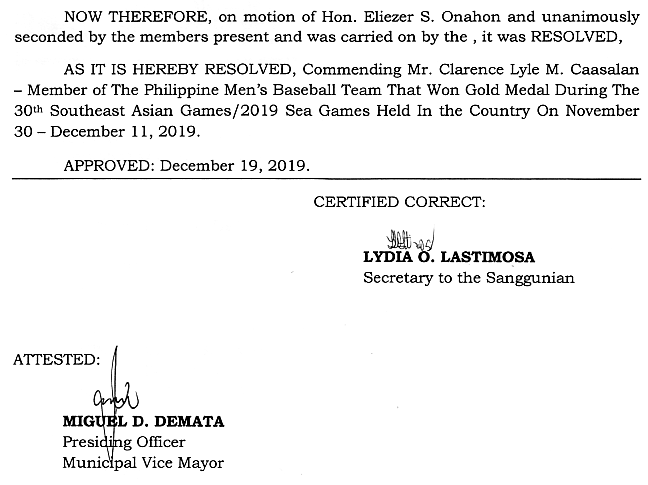 NOW THEREFORE, on motion of Hon. Eliezer S. Onahon and unanimously
seconded by the members present and was carried on by the , it was RESOLVED,
AS IT IS HEREBY RESOLVED, Commending Mr. Clarence Lyle M. Caasalan
– Member of The Philippine Men's Baseball Team That Won Gold Medal During The
30th Southeast Asian Games/2019 Sea Games Held In the Country On November
30 – December 11, 2019.
APPROVED: December 19, 2019.
CERTIFIED CORRECT:
LYDIA O. LASTIMOSA
Secretary to the Sanggunian
ATTESTED:
MIGUEL D. DEMATA
Presiding Officer
Municipal Vice Mayor